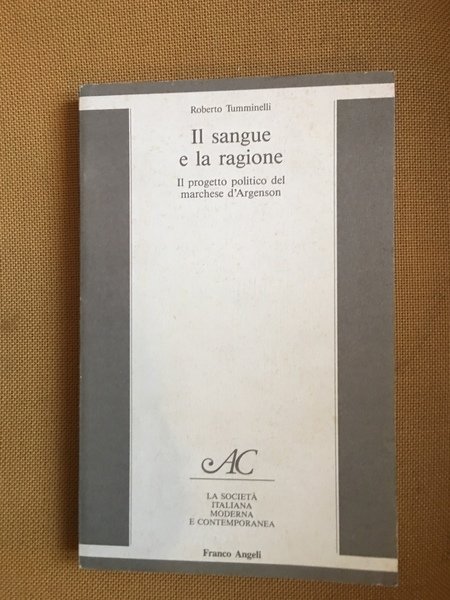 Roberto Tumminelli
Il sangue
e la ragione
Il progetto politico del
marchese d'Argenson
AC
LA SOCIETÀ
ITALIANA
MODERNA
E CONTEMPORANEA
Franco Angeli